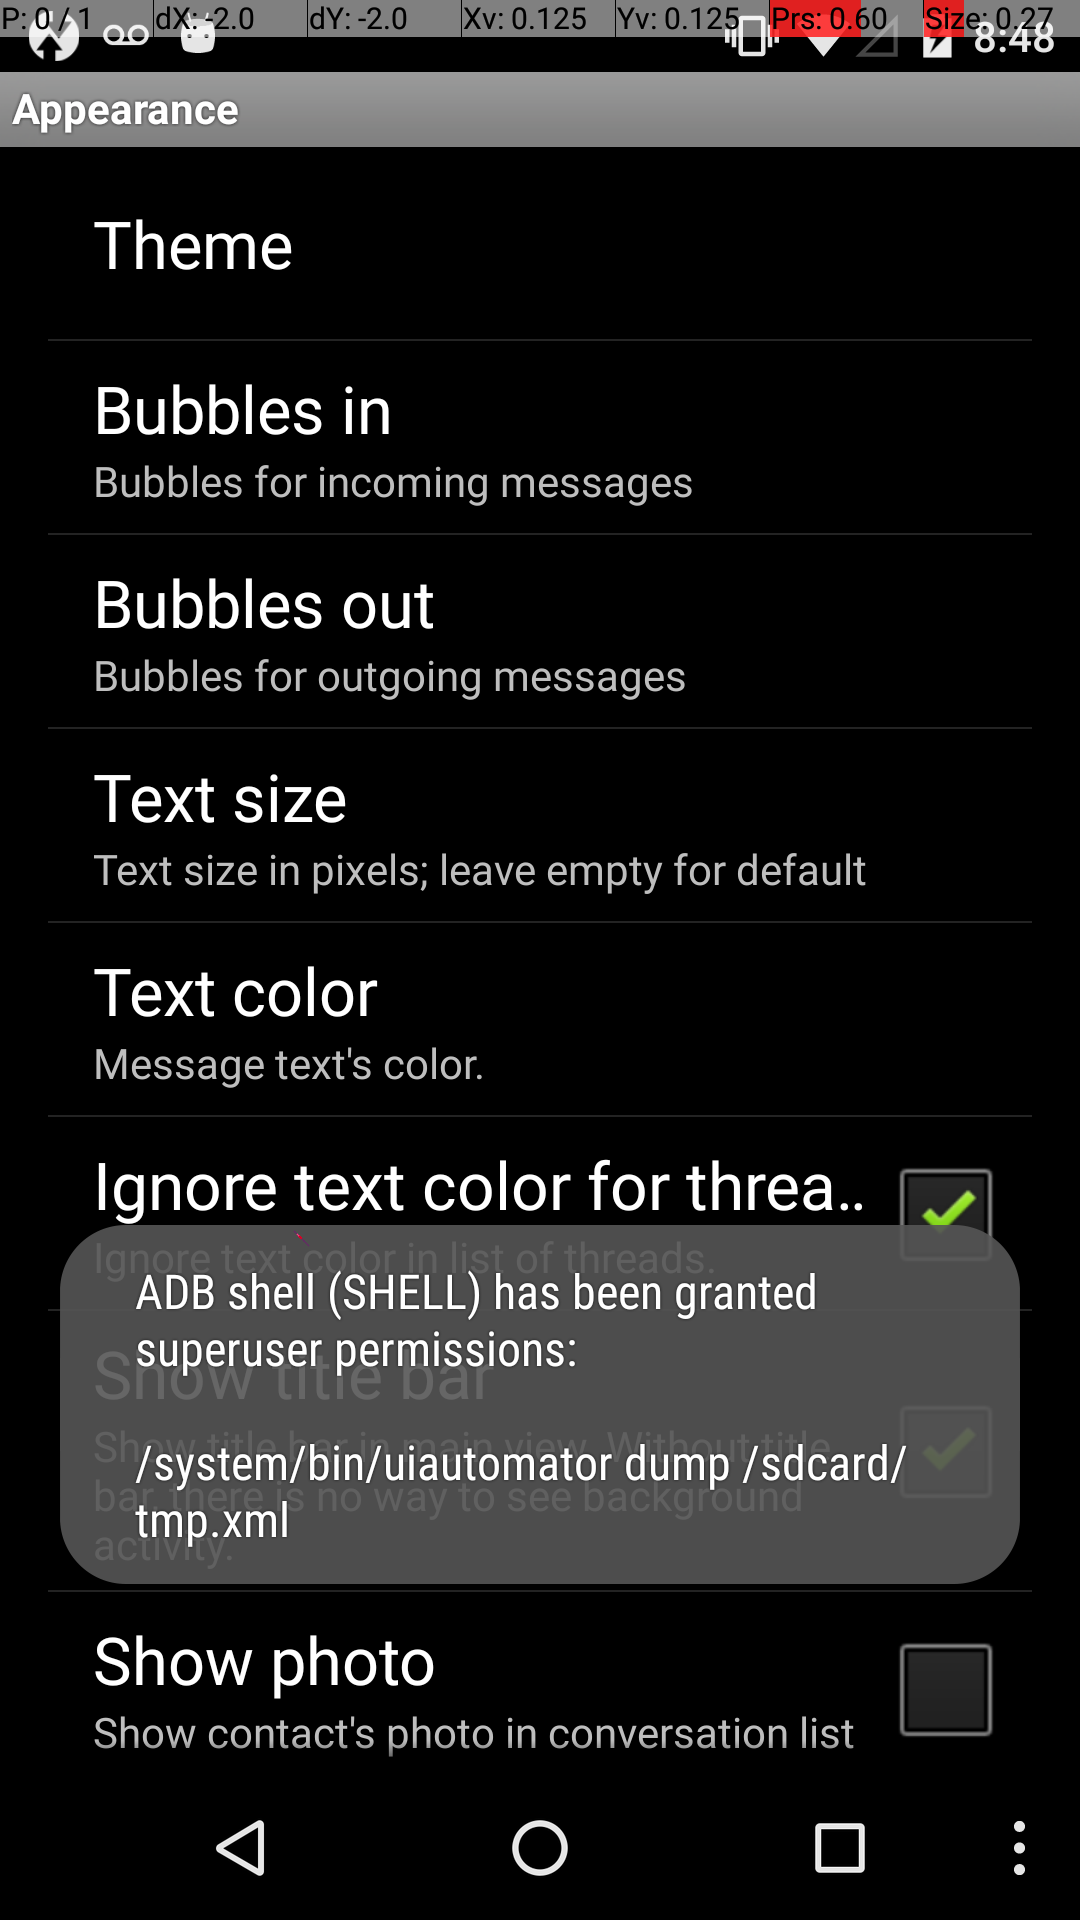 P: 0 / 1 dX: -2.0 dY: -2.0 Xv: 0.125 Yv: 0.125 Prs: 0.60 Size: 0.27
8:48
Appearance
Theme
Bubbles in
Bubbles for incoming messages
Bubbles out
Bubbles for outgoing messages
Text size
Text size in pixels; leave empty for default
Text color
Message text's color.
Ignore text color for threa..
Ignore text color in list of threads.
ADB shell (SHELL) has been granted
superuser permissions:
Show title bar
Show title bar in main view. Without title
/system/bin/uiautomator dump /sdcard/
bar, there is no way to see background
tmp.xml
activity.
Show photo
Show contact's photo in conversation list